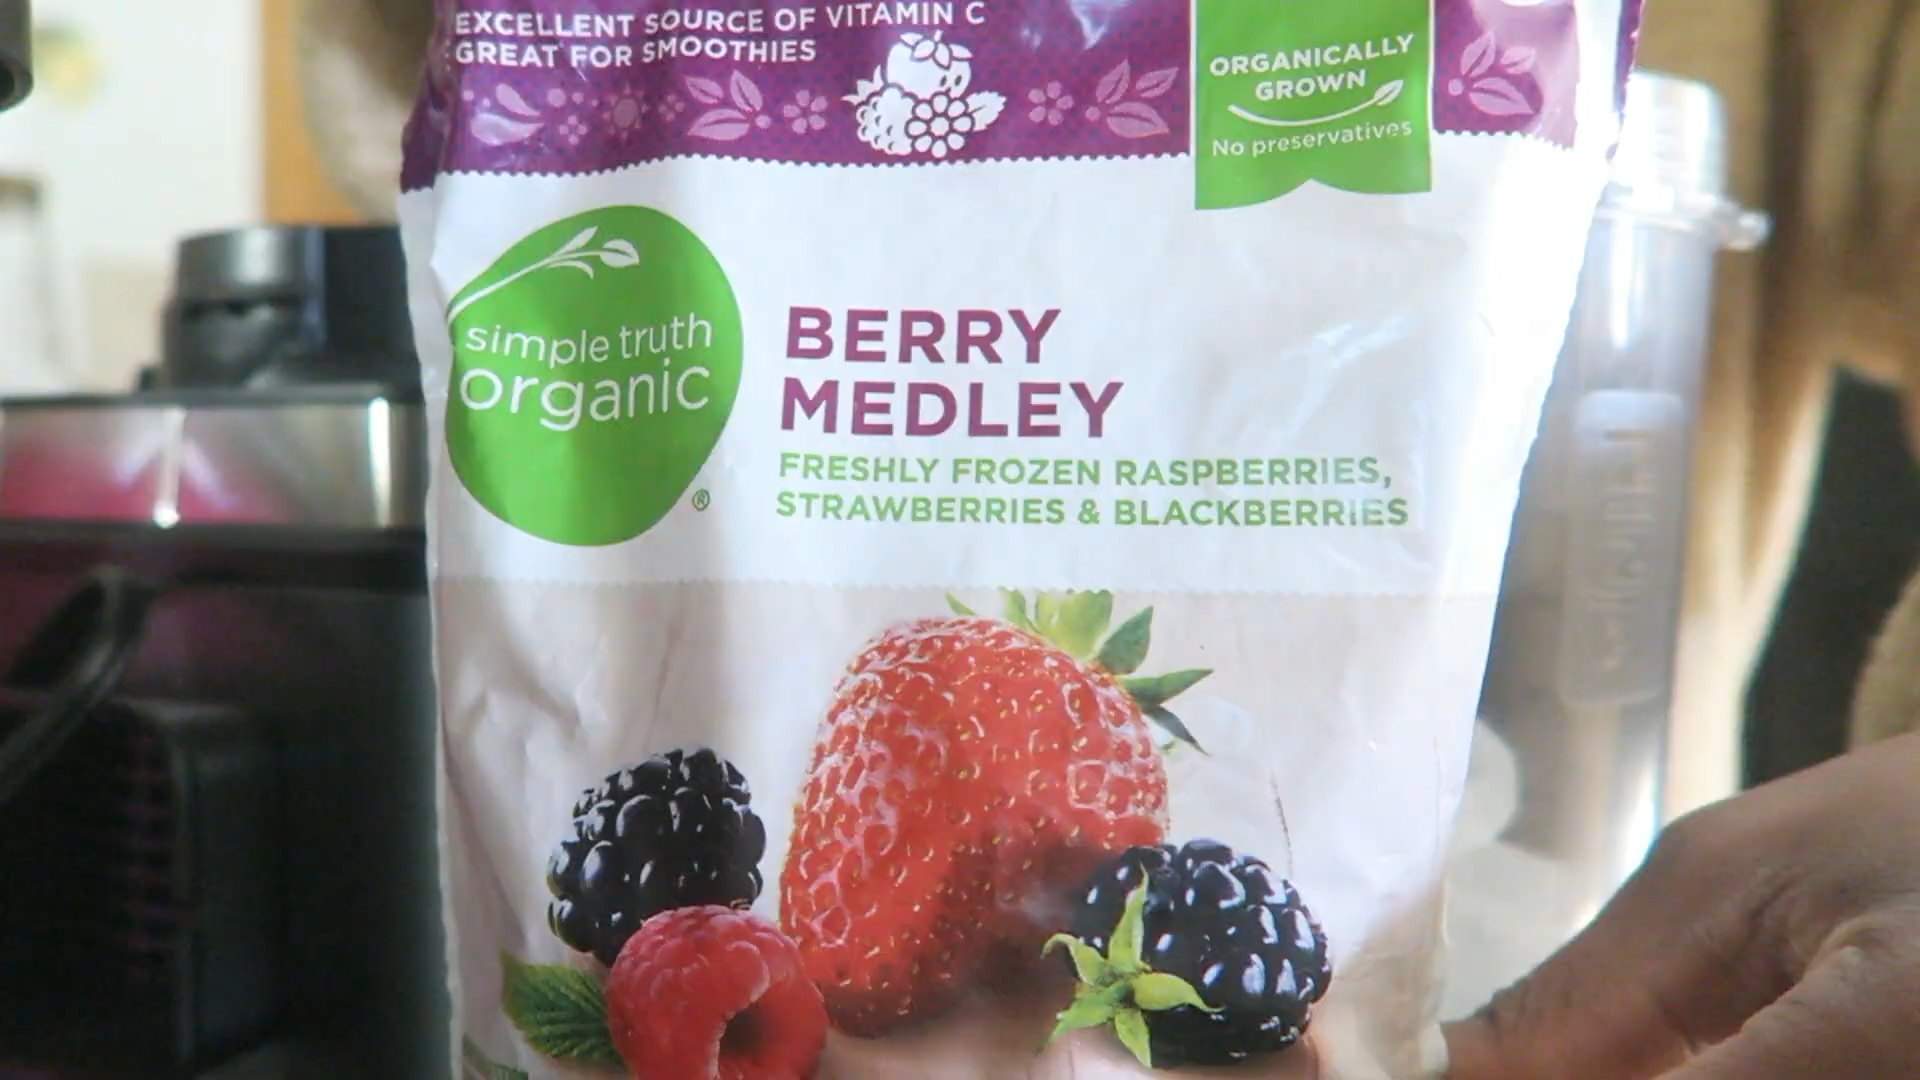 EXCELLENT SOURCE OF VITAMIN C
GREAT FOR SMOOTHIES
ORGANICALLY
GROWN
No preservatives
simple truth
organic
®
BERRY
MEDLEY
FRESHLY FROZEN RASPBERRIES,
STRAWBERRIES & BLACKBERRIES